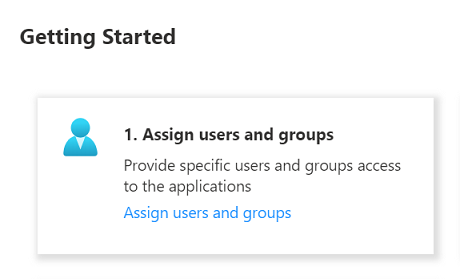 Getting Started
1. Assign users and groups
Provide specific users and groups access
to the applications
Assign users and groups